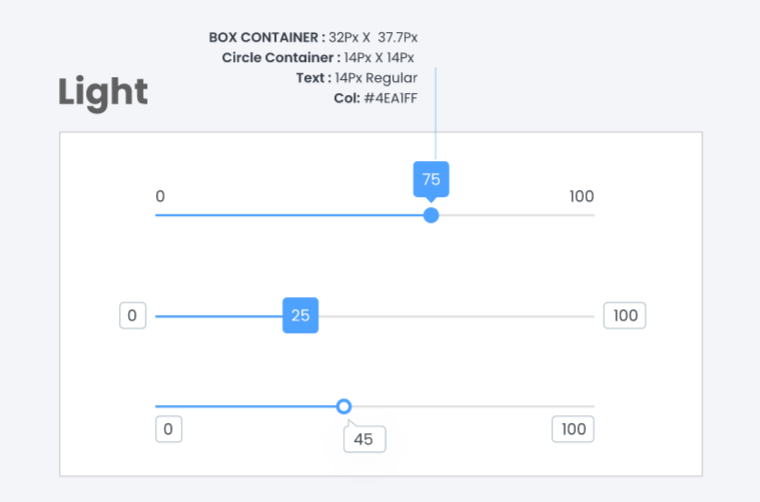 BOX CONTAINER : 32Px X 37.7Px
Circle Container : 14Px X 14Px
Text : 14Px Regular
Col: #4EA1FF
Light
75
0
100
0
25
100
0
45
100